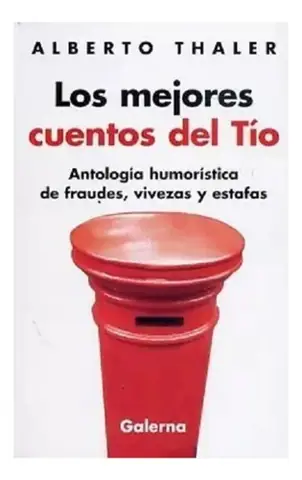 ALBERTO THALER
Los mejores
cuentos del Tío
Antología humorística
de fraudes, vivezas y estafas
Galerna